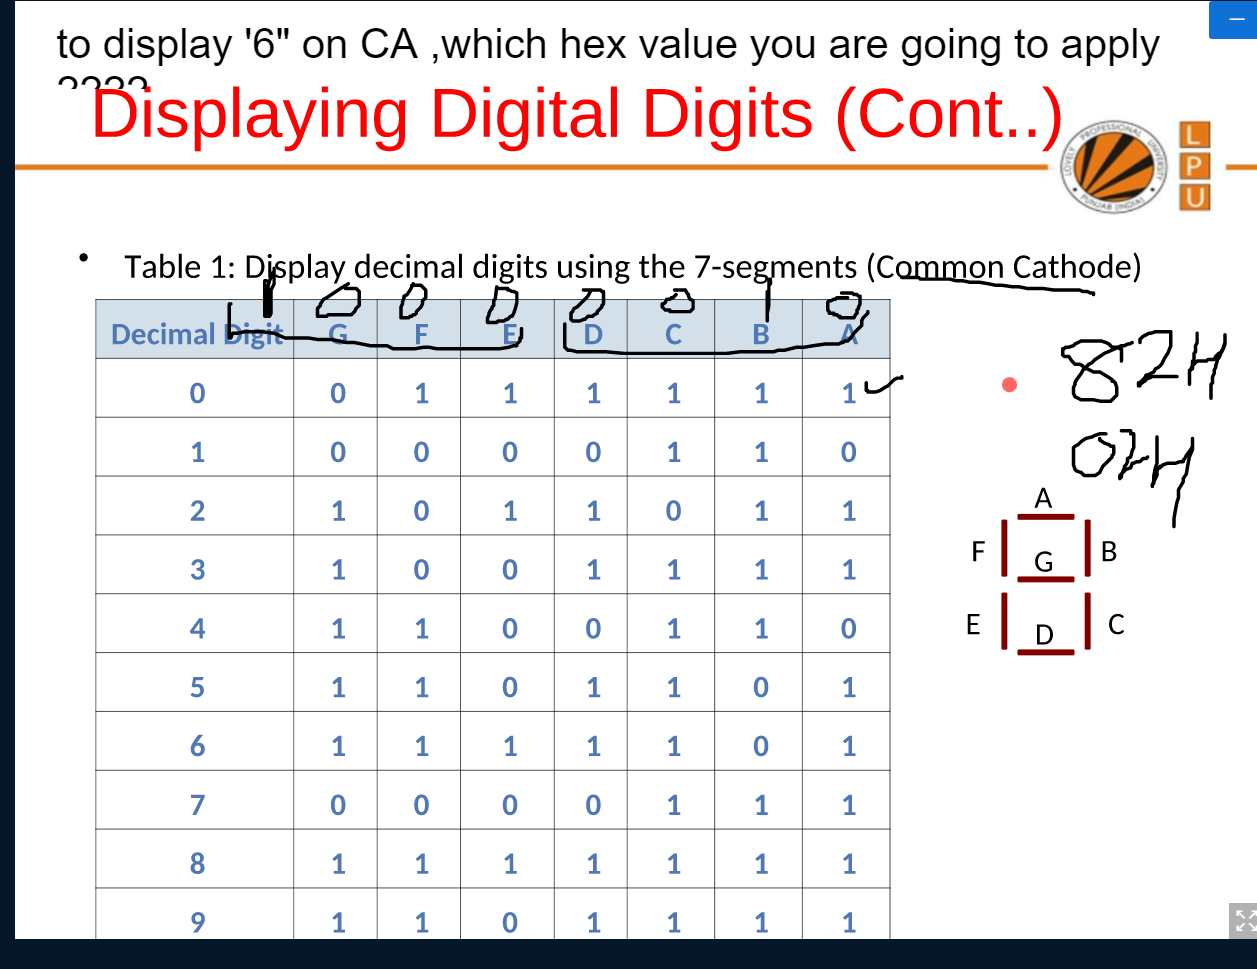 to display '6" on CA ,which hex value you are going to apply
????
Displaying Digital Digits (Cont..)
LOVELY PROFESSIONAL UNIVERSITY
PUNJAB (INDIA)
L
P
U
• Table 1: Display decimal digits using the 7-segments (Common Cathode)
1 0 0 0 0 0 1 0
Decimal Digit G F E D C B A
0 0 1 1 1 1 1 1
1 0 0 0 0 1 1 0
2 1 0 1 1 0 1 1
3 1 0 0 1 1 1 1
4 1 1 0 0 1 1 0
5 1 1 0 1 1 0 1
6 1 1 1 1 1 0 1
7 0 0 0 0 1 1 1
8 1 1 1 1 1 1 1
9 1 1 0 1 1 1 1
82H
02H
A
F G B
E D C